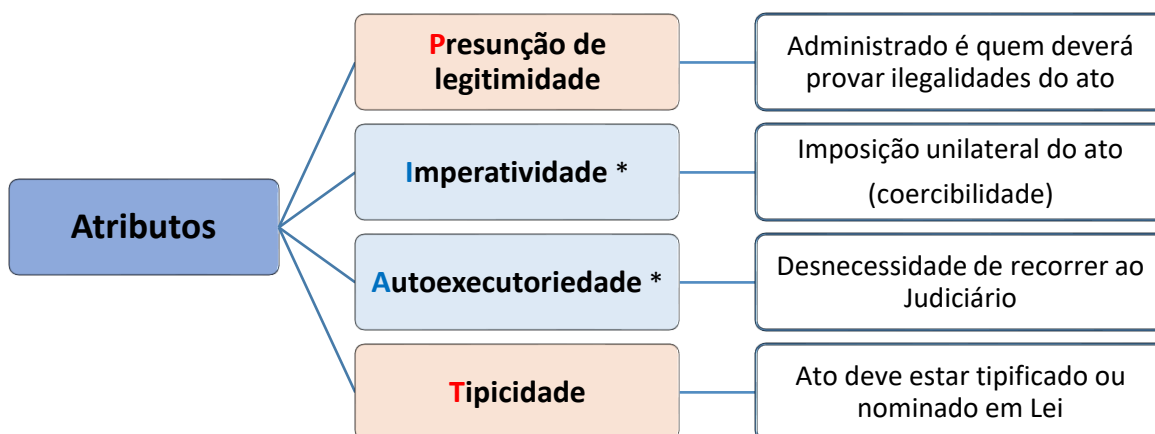 Atributos
Presunção de
legitimidade
Administrado é quem deverá
provar ilegalidades do ato
Imperatividade *
Imposição unilateral do ato
(coercibilidade)
Autoexecutoriedade *
Desnecessidade de recorrer ao
Judiciário
Tipicidade
Ato deve estar tipificado ou
nominado em Lei